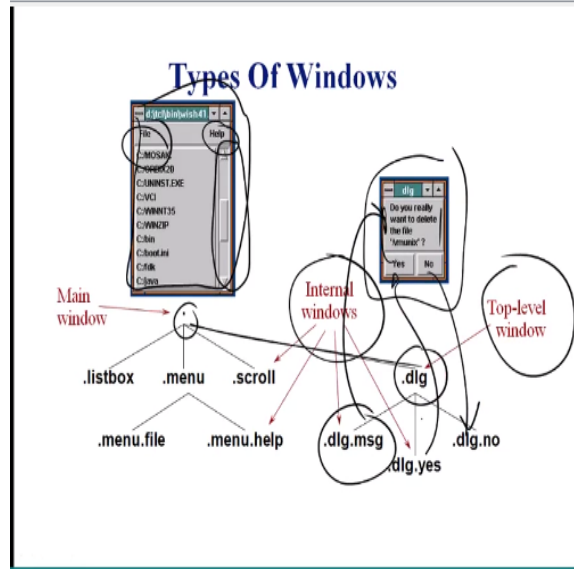 Types Of Windows
d:\tcl\bin\wish41
File Help
C:/MOSAIC
C:/UNINST.EXE
C:/VCI
C:/WINNT35
C:/WINZIP
C:/bin
C:/boot.ini
C:/fdk
C:/java
dlg
Do you really
want to delete
the file
'vmunix' ?
Yes No
Main
window
Internal
windows
Top-level
window
.listbox .menu .scroll .dlg
.menu.file .menu.help .dlg.msg .dlg.no
.dlg.yes